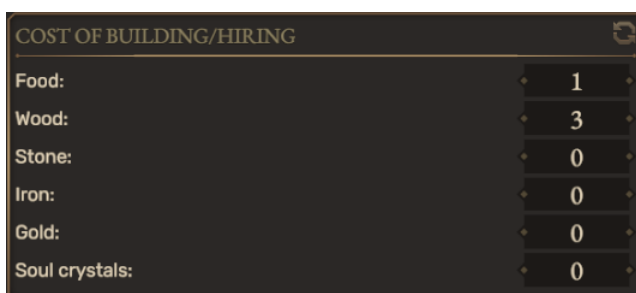 COST OF BUILDING/HIRING
Food: 1
Wood: 3
Stone: 0
Iron: 0
Gold: 0
Soul crystals: 0